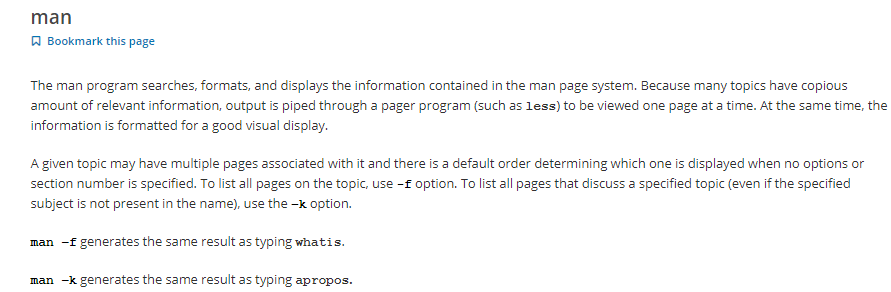 man
Bookmark this page
The man program searches, formats, and displays the information contained in the man page system. Because many topics have copious
amount of relevant information, output is piped through a pager program (such as less) to be viewed one page at a time. At the same time, the
information is formatted for a good visual display.
A given topic may have multiple pages associated with it and there is a default order determining which one is displayed when no options or
section number is specified. To list all pages on the topic, use –f option. To list all pages that discuss a specified topic (even if the specified
subject is not present in the name), use the –k option.
man –f generates the same result as typing whatis.
man –k generates the same result as typing apropos.